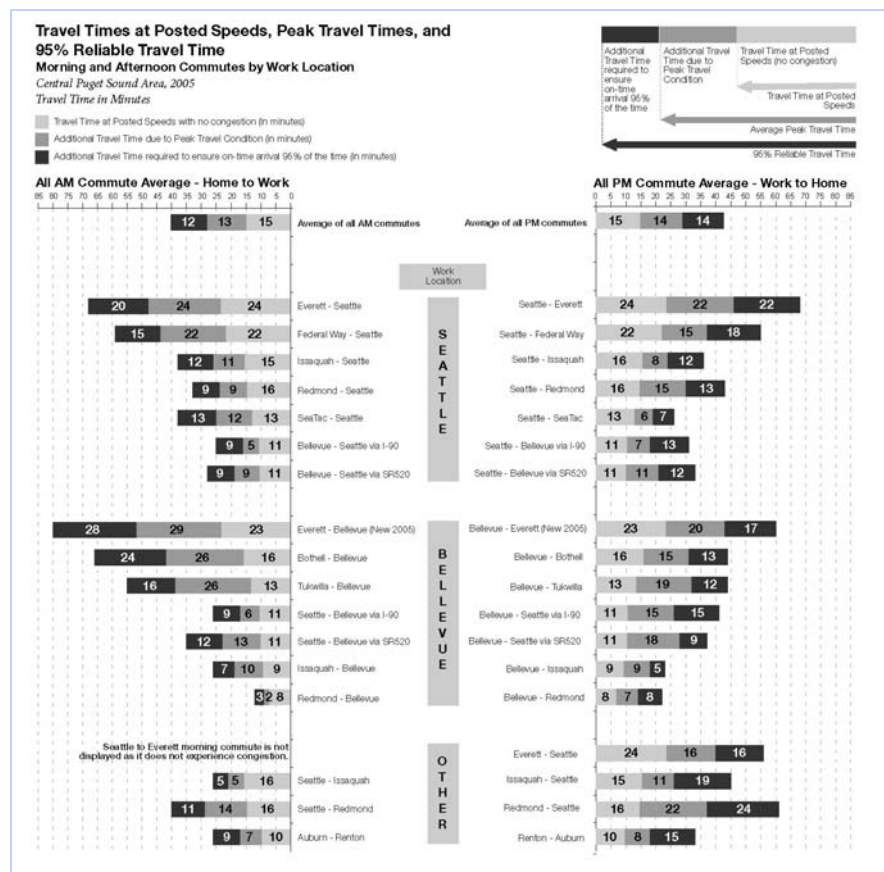 Travel Times at Posted Speeds, Peak Travel Times, and
95% Reliable Travel Time
Morning and Afternoon Commutes by Work Location
Central Puget Sound Area, 2005
Travel Time in Minutes
Travel Time at Posted Speeds with no congestion (in minutes)
Additional Travel Time due to Peak Travel Condition (in minutes)
Additional Travel Time required to ensure on-time arrival 95% of the time (in minutes)
Additional Travel Time required to ensure on-time arrival 95% of the time
Additional Travel Time due to Peak Travel Condition
Travel Time at Posted Speeds (no congestion)
Travel Time at Posted Speeds
Average Peak Travel Time
95% Reliable Travel Time
All AM Commute Average - Home to Work
85 80 75 70 65 60 55 50 45 40 35 30 25 20 15 10 5 0
12 13 15 Average of all AM commutes
20 24 24 Everett - Seattle
15 22 22 Federal Way - Seattle
12 11 15 Issaquah - Seattle
9 9 16 Redmond - Seattle
13 12 13 SeaTac - Seattle
9 5 11 Bellevue - Seattle via I-90
9 9 11 Bellevue - Seattle via SR520
28 29 23 Everett - Bellevue (New 2005)
24 26 16 Bothell - Bellevue
16 26 13 Tukwilla - Bellevue
9 6 11 Seattle - Bellevue via I-90
12 13 11 Seattle - Bellevue via SR520
7 10 9 Issaquah - Bellevue
3 2 8 Redmond - Bellevue
Seattle to Everett morning commute is not
displayed as it does not experience congestion.
5 5 16 Seattle - Issaquah
11 14 16 Seattle - Redmond
9 7 10 Auburn - Renton
Work
Location
SEATTLE
BELLEVUE
OTHER
All PM Commute Average - Work to Home
0 5 10 15 20 25 30 35 40 45 50 55 60 65 70 75 80 85
Average of all PM commutes 15 14 14
Seattle - Everett 24 22 22
Seattle - Federal Way 22 15 18
Seattle - Issaquah 16 8 12
Seattle - Redmond 16 15 13
Seattle - SeaTac 13 6 7
Seattle - Bellevue via I-90 11 7 13
Seattle - Bellevue via SR520 11 11 12
Bellevue - Everett (New 2005) 23 20 17
Bellevue - Bothell 16 15 13
Bellevue - Tukwilla 13 19 12
Bellevue - Seattle via I-90 11 15 15
Bellevue - Seattle via SR520 11 18 9
Bellevue - Issaquah 9 9 5
Bellevue - Redmond 8 7 8
Everett - Seattle 24 16 16
Issaquah - Seattle 15 11 19
Redmond - Seattle 16 22 24
Renton - Auburn 10 8 15